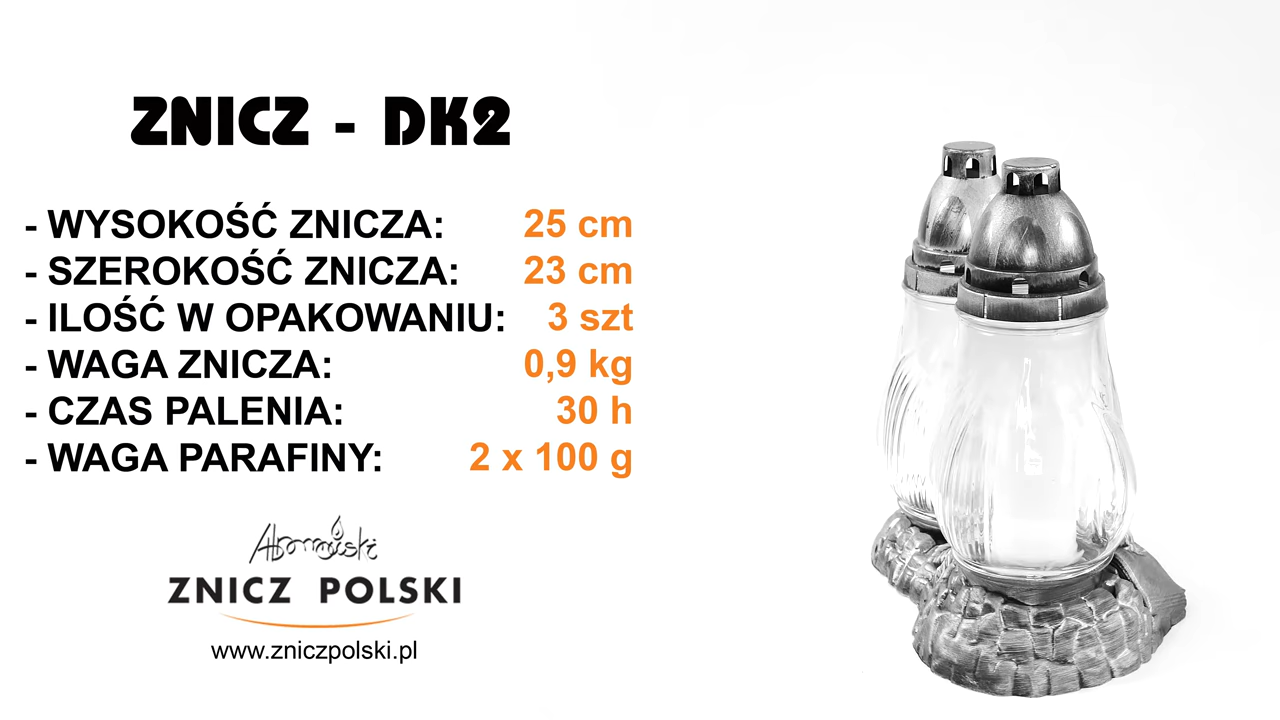 ZNICZ - DK2
- WYSOKOŚĆ ZNICZA: 25 cm
- SZEROKOŚĆ ZNICZA: 23 cm
- ILOŚĆ W OPAKOWANIU: 3 szt
- WAGA ZNICZA: 0,9 kg
- CZAS PALENIA: 30 h
- WAGA PARAFINY: 2 x 100 g
ZNICZ POLSKI
www.zniczpolski.pl